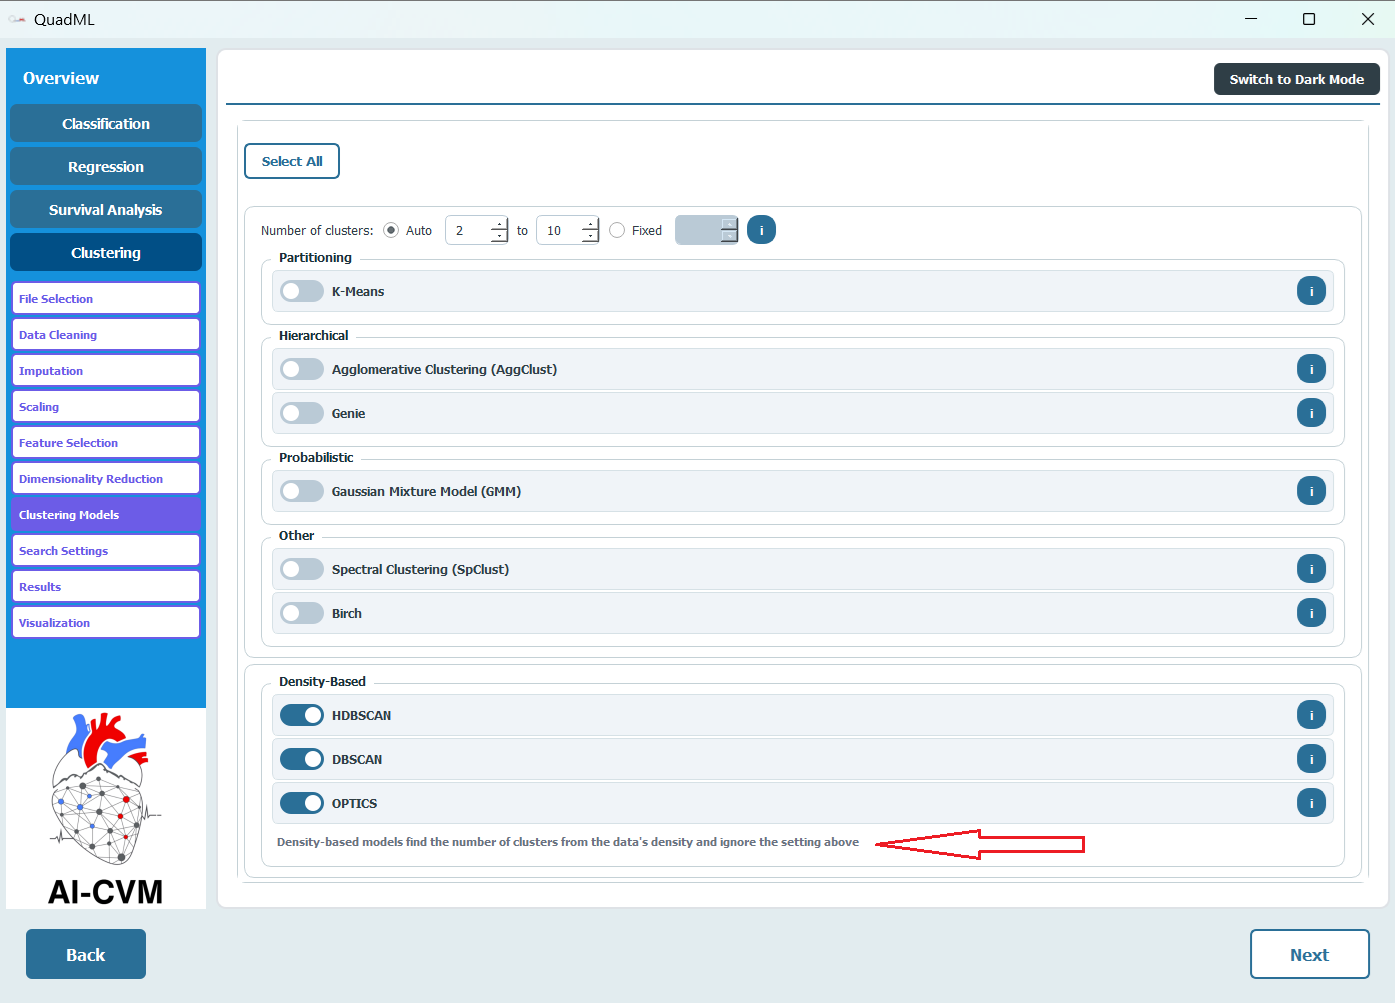 QuadML
Overview
Switch to Dark Mode
Classification
Regression
Survival Analysis
Clustering
File Selection
Data Cleaning
Imputation
Scaling
Feature Selection
Dimensionality Reduction
Clustering Models
Search Settings
Results
Visualization
AI-CVM
Select All
Number of clusters: Auto 2 to 10 Fixed i
Partitioning
K-Means i
Hierarchical
Agglomerative Clustering (AggClust) i
Genie i
Probabilistic
Gaussian Mixture Model (GMM) i
Other
Spectral Clustering (SpClust) i
Birch i
Density-Based
HDBSCAN i
DBSCAN i
OPTICS i
Density-based models find the number of clusters from the data's density and ignore the setting above
Back
Next